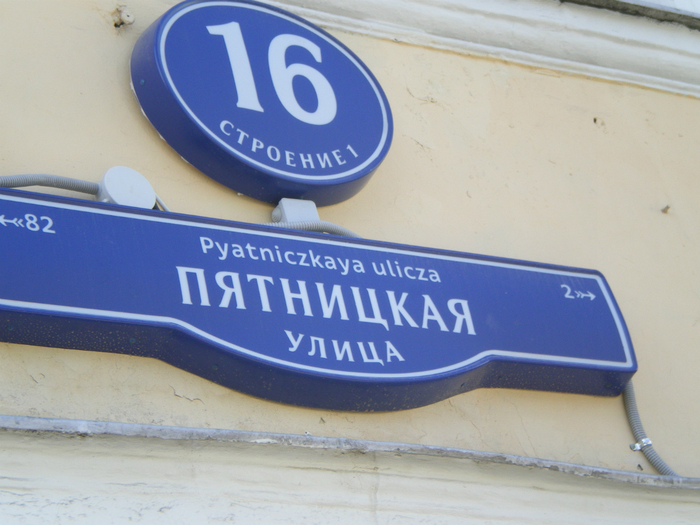 16
СТРОЕНИЕ 1
←«82
Pyatniczkaya ulicza
ПЯТНИЦКАЯ
2»→
УЛИЦА